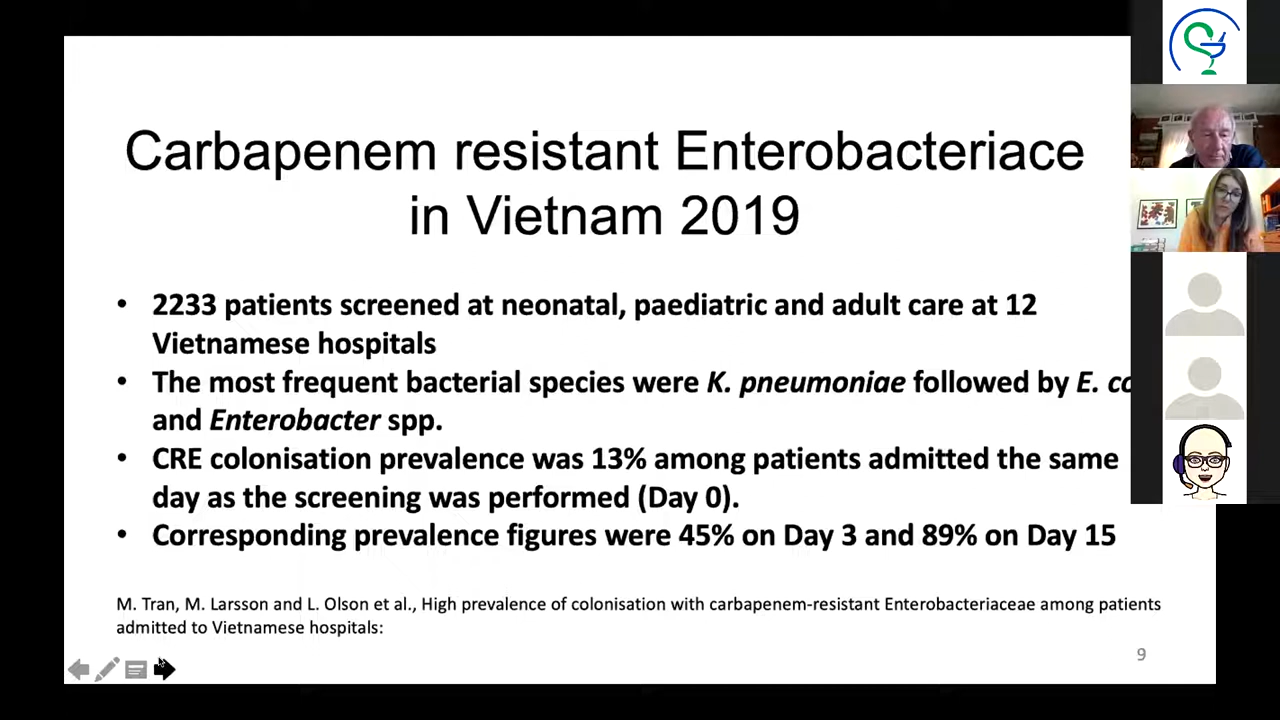 Carbapenem resistant Enterobacteriace
in Vietnam 2019
• 2233 patients screened at neonatal, paediatric and adult care at 12
Vietnamese hospitals
• The most frequent bacterial species were K. pneumoniae followed by E. co
and Enterobacter spp.
• CRE colonisation prevalence was 13% among patients admitted the same
day as the screening was performed (Day 0).
• Corresponding prevalence figures were 45% on Day 3 and 89% on Day 15
M. Tran, M. Larsson and L. Olson et al., High prevalence of colonisation with carbapenem-resistant Enterobacteriaceae among patients
admitted to Vietnamese hospitals:
9